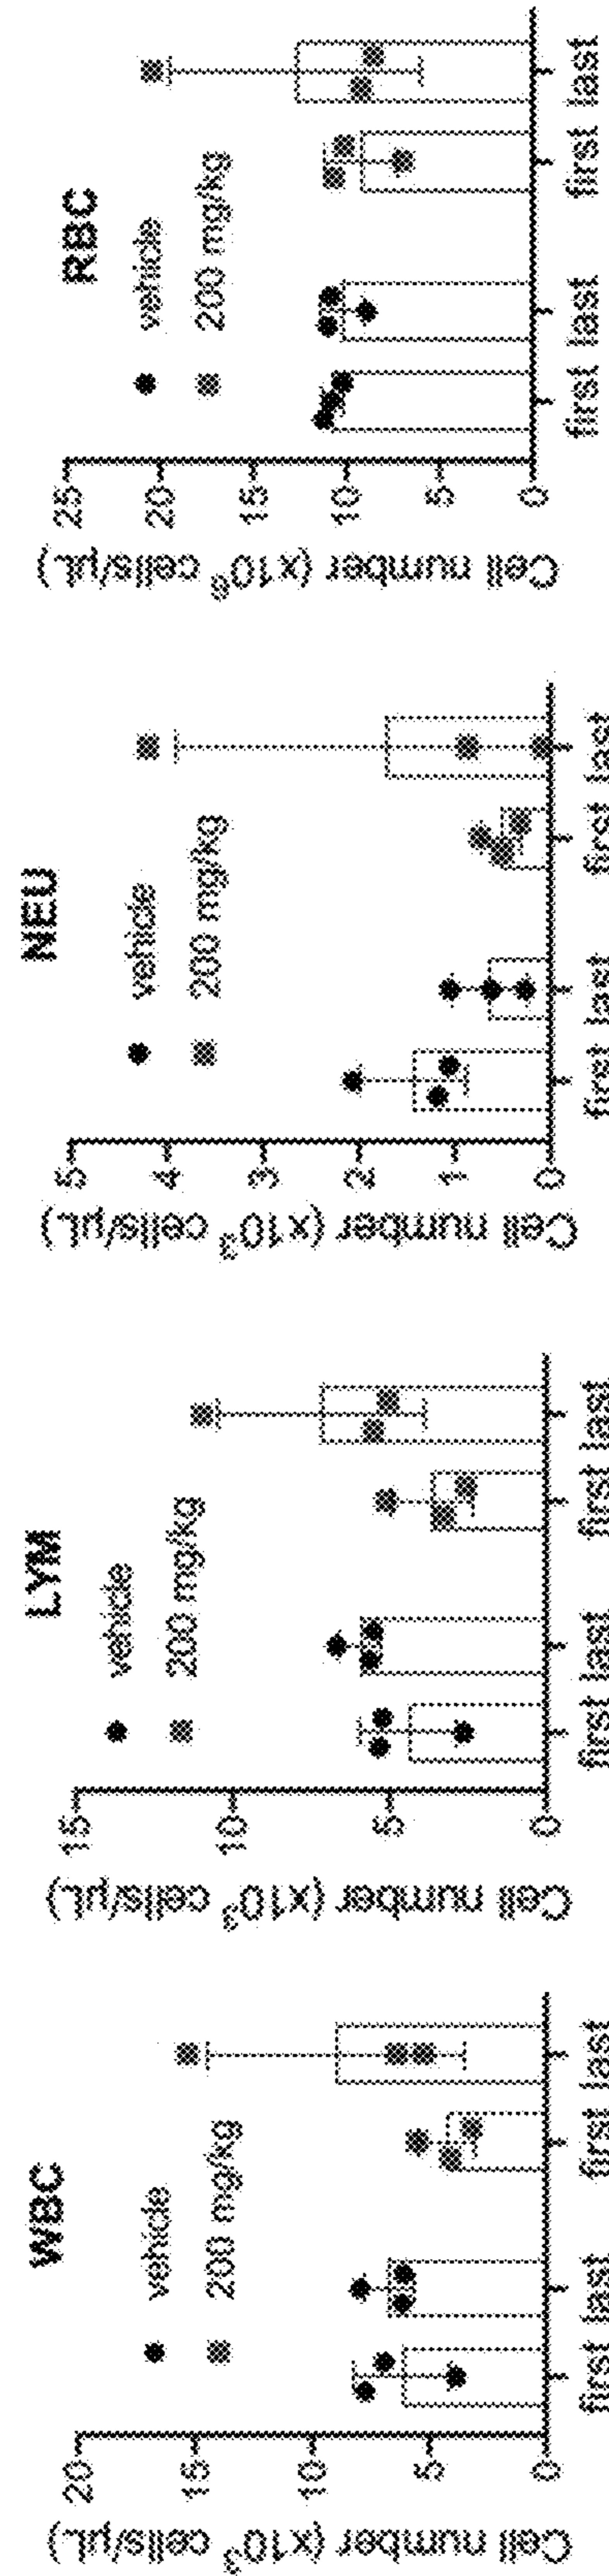 WBC
vehicle
200 mg/kg
Cell number (x10³ cells/µL)
20
15
10
5
0
first last first last
LYM
vehicle
200 mg/kg
Cell number (x10³ cells/µL)
15
10
5
0
first last first last
NEU
vehicle
200 mg/kg
Cell number (x10³ cells/µL)
5
4
3
2
1
0
first last first last
RBC
vehicle
200 mg/kg
Cell number (x10⁶ cells/µL)
25
20
15
10
5
0
first last first last